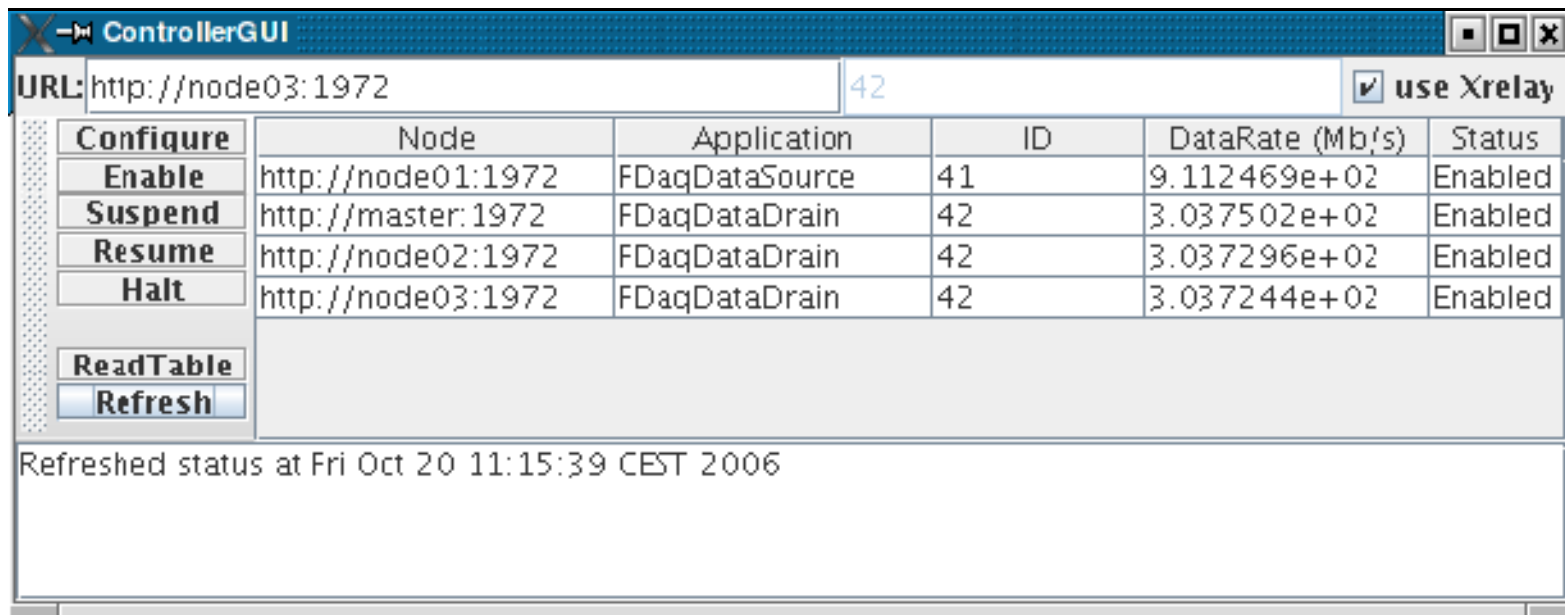 ControllerGUI
URL: http://node03:1972 42 use Xrelay
Configure Node Application ID DataRate (Mb/s) Status
Enable http://node01:1972 FDaqDataSource 41 9.112469e+02 Enabled
Suspend http://master:1972 FDaqDataDrain 42 3.037502e+02 Enabled
Resume http://node02:1972 FDaqDataDrain 42 3.037296e+02 Enabled
Halt http://node03:1972 FDaqDataDrain 42 3.037244e+02 Enabled
ReadTable
Refresh
Refreshed status at Fri Oct 20 11:15:39 CEST 2006